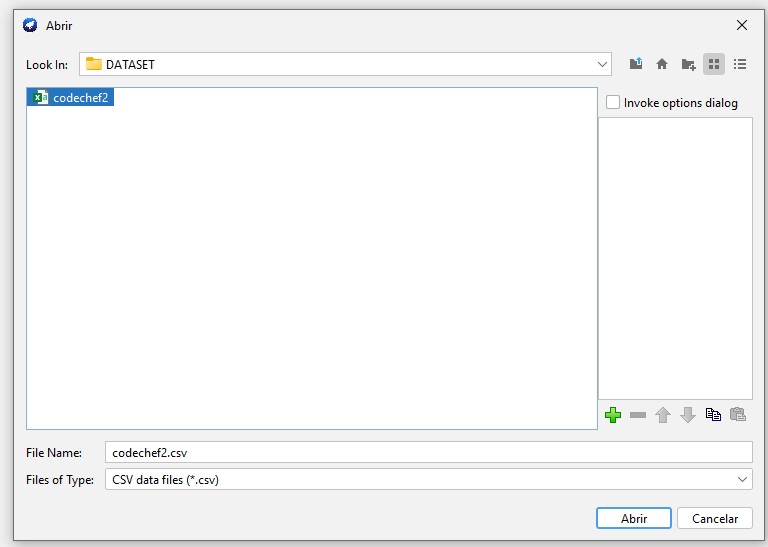 Abrir
Look In: DATASET
codechef2
Invoke options dialog
File Name: codechef2.csv
Files of Type: CSV data files (*.csv)
Abrir Cancelar